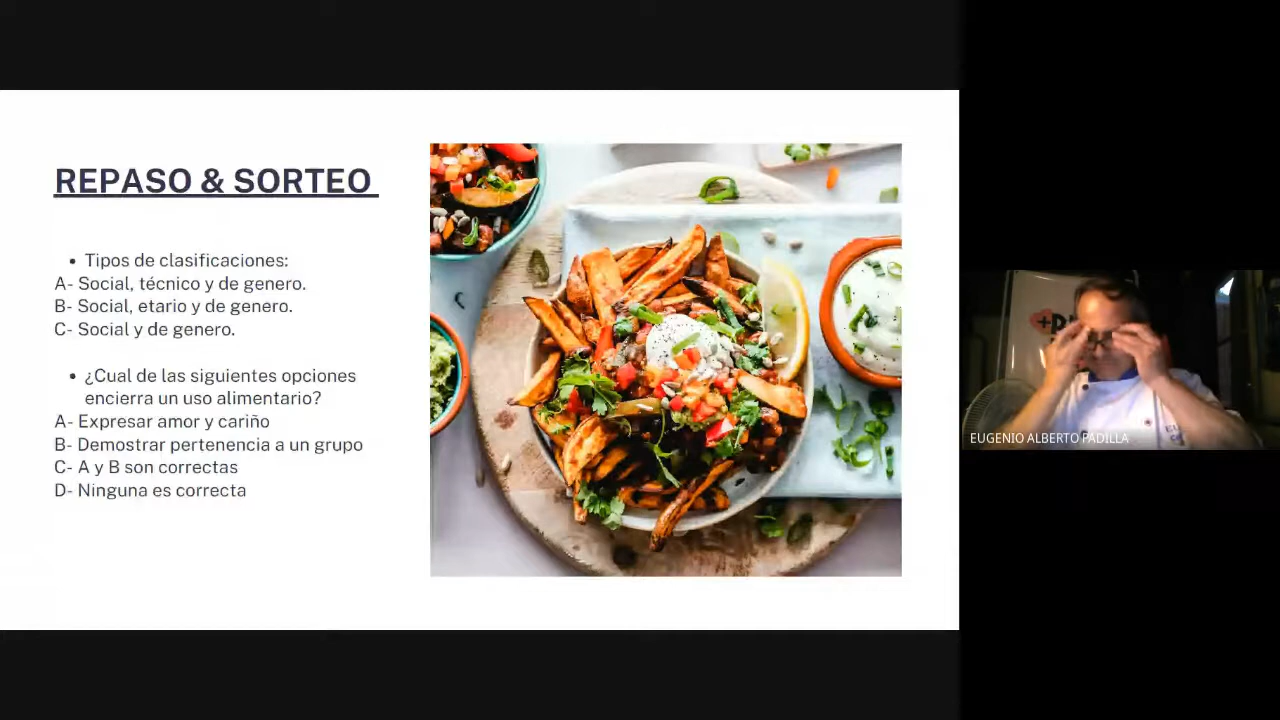 REPASO & SORTEO
• Tipos de clasificaciones:
A- Social, técnico y de genero.
B- Social, etario y de genero.
C- Social y de genero.
• ¿Cual de las siguientes opciones
encierra un uso alimentario?
A- Expresar amor y cariño
B- Demostrar pertenencia a un grupo
C- A y B son correctas
D- Ninguna es correcta
EUGENIO ALBERTO PADILLA